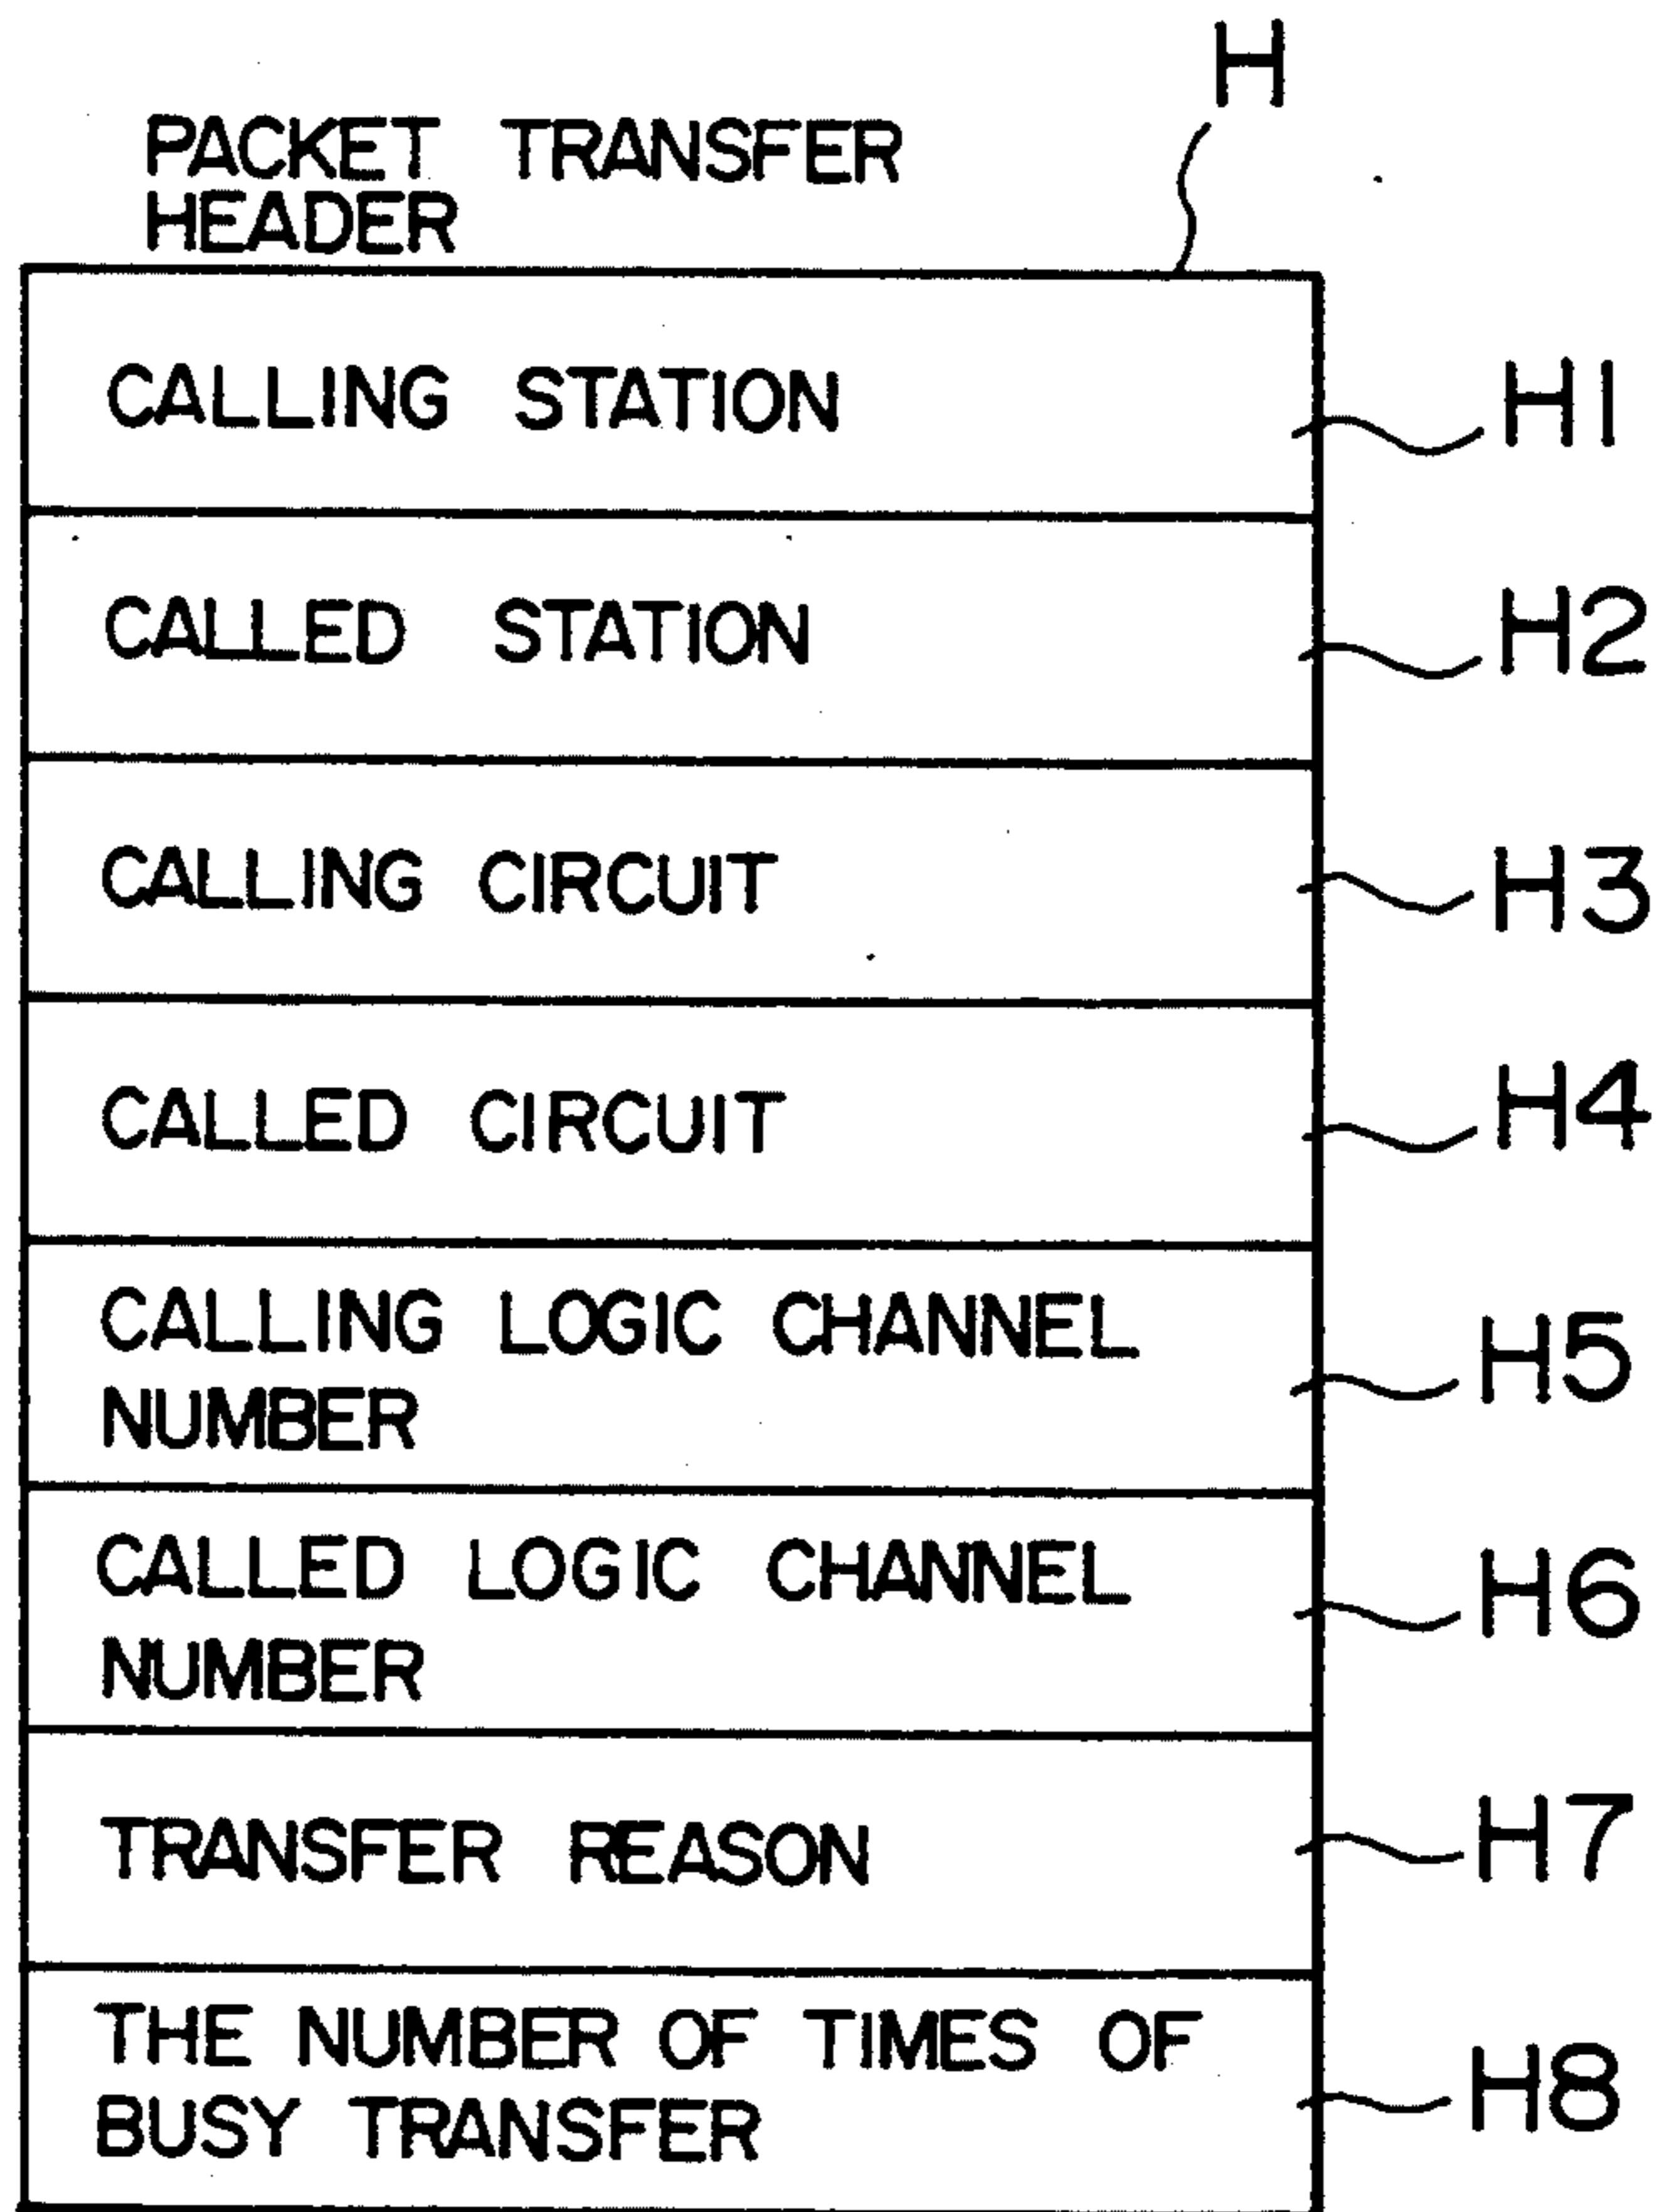 H
PACKET TRANSFER
HEADER
CALLING STATION H1
CALLED STATION H2
CALLING CIRCUIT H3
CALLED CIRCUIT H4
CALLING LOGIC CHANNEL
NUMBER H5
CALLED LOGIC CHANNEL
NUMBER H6
TRANSFER REASON H7
THE NUMBER OF TIMES OF
BUSY TRANSFER H8